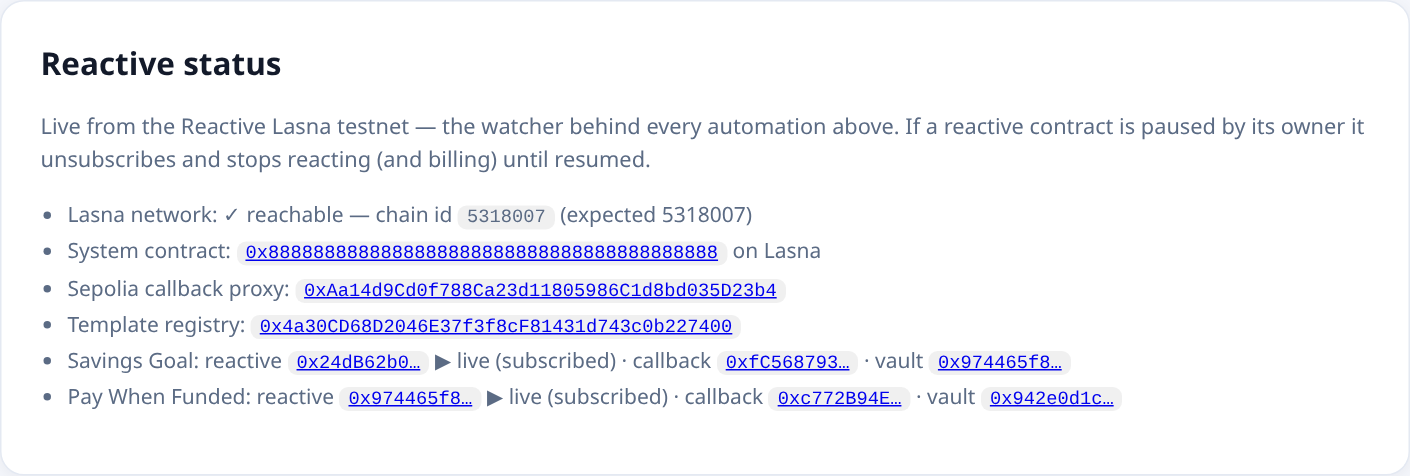 Reactive status
Live from the Reactive Lasna testnet — the watcher behind every automation above. If a reactive contract is paused by its owner it
unsubscribes and stops reacting (and billing) until resumed.
• Lasna network: ✓ reachable — chain id 5318007 (expected 5318007)
• System contract: 0x8888888888888888888888888888888888888888 on Lasna
• Sepolia callback proxy: 0xAa14d9Cd0f788Ca23d11805986C1d8bd035D23b4
• Template registry: 0x4a30CD68D2046E37f3f8cF81431d743c0b227400
• Savings Goal: reactive 0x24dB62b0… ▶ live (subscribed) · callback 0xfC568793… · vault 0x974465f8…
• Pay When Funded: reactive 0x974465f8… ▶ live (subscribed) · callback 0xc772B94E… · vault 0x942e0d1c…